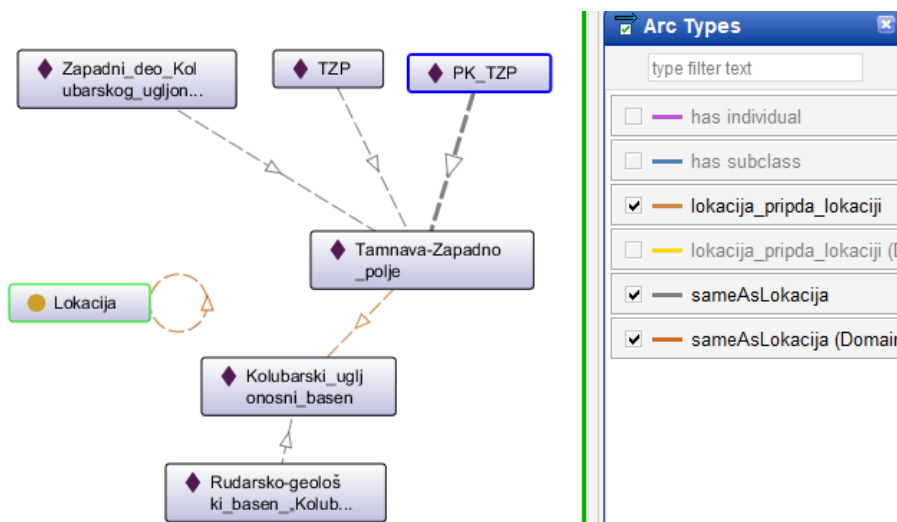 Zapadni_deo_Kol
ubarskog_ugljon...
TZP
PK_TZP
Tamnava-Zapadno
_polje
Lokacija
Kolubarski_uglj
onosni_basen
Rudarsko-geološ
ki_basen_„Kolub...
Arc Types
type filter text
has individual
has subclass
lokacija_pripda_lokaciji
lokacija_pripda_lokaciji (
sameAsLokacija
sameAsLokacija (Domain